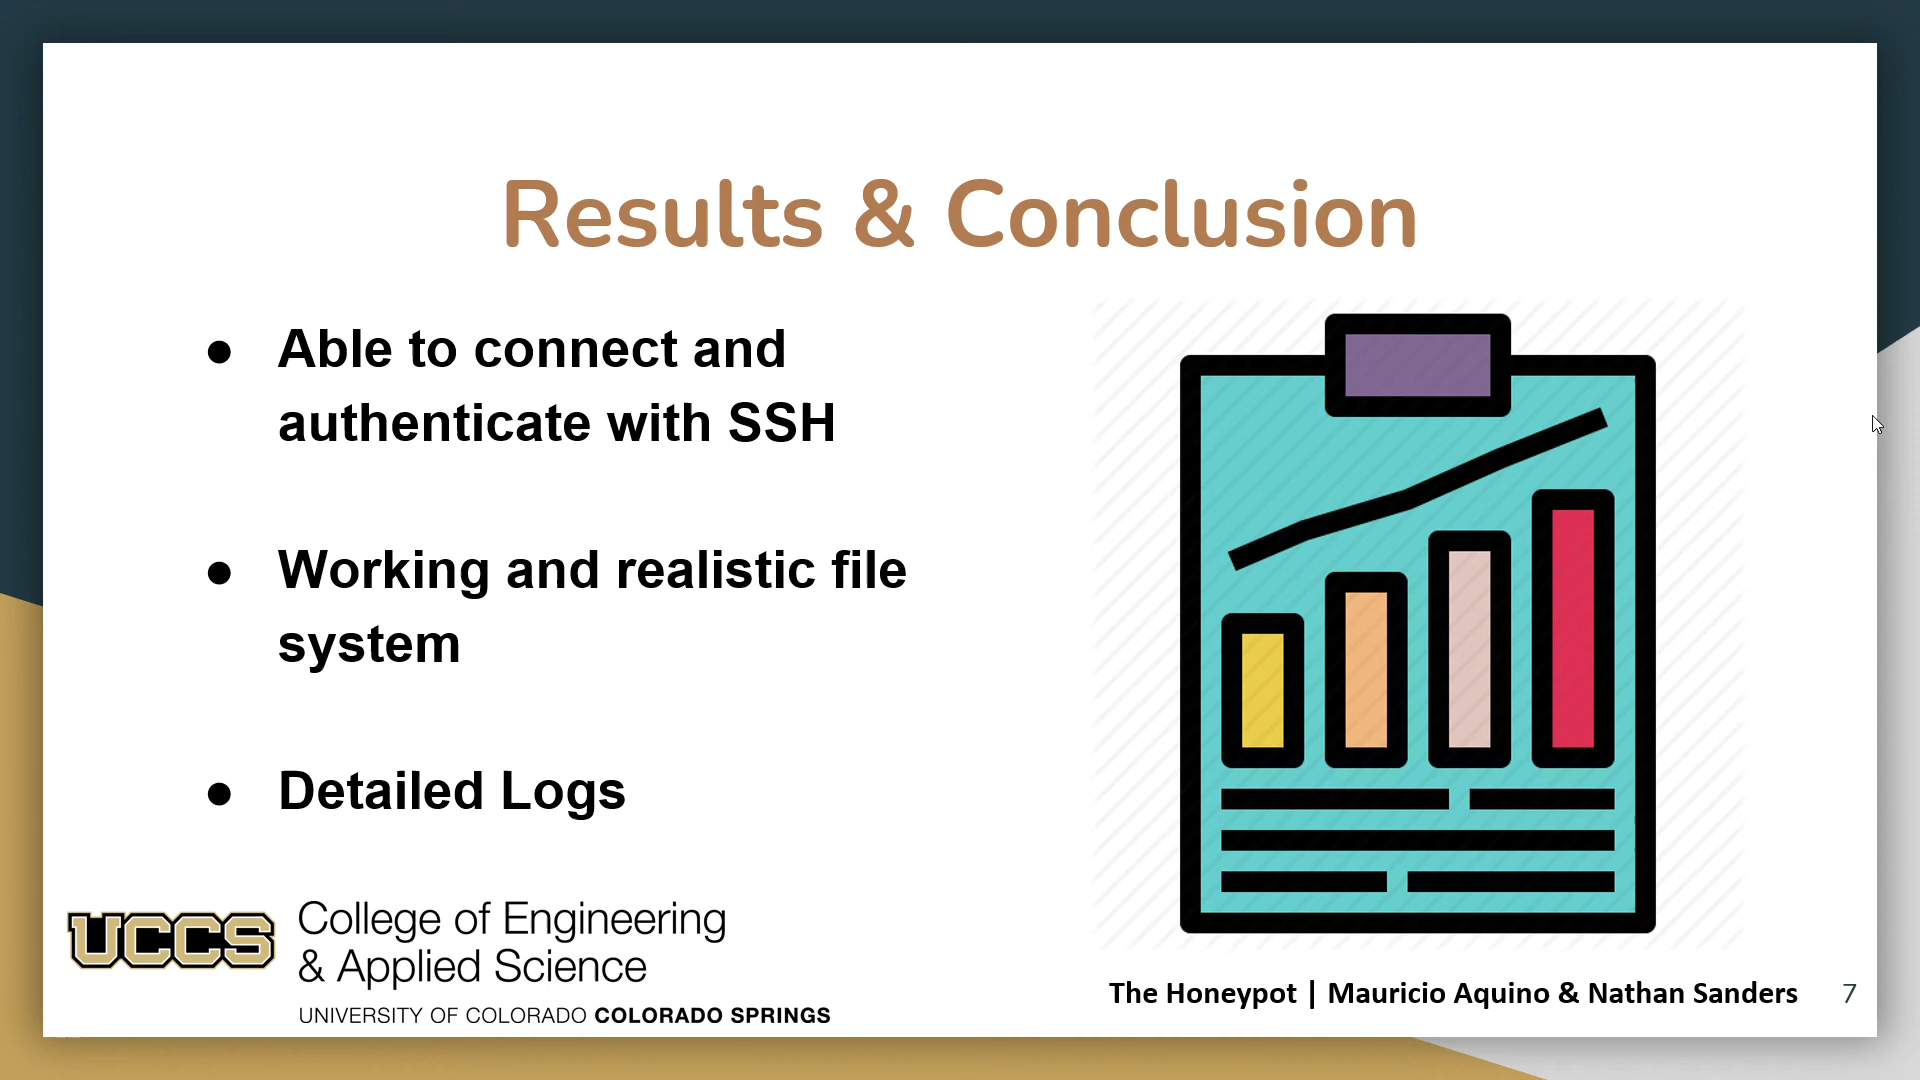 Results & Conclusion
● Able to connect and
authenticate with SSH
● Working and realistic file
system
● Detailed Logs
UCCS
College of Engineering
& Applied Science
UNIVERSITY OF COLORADO COLORADO SPRINGS
The Honeypot | Mauricio Aquino & Nathan Sanders 7